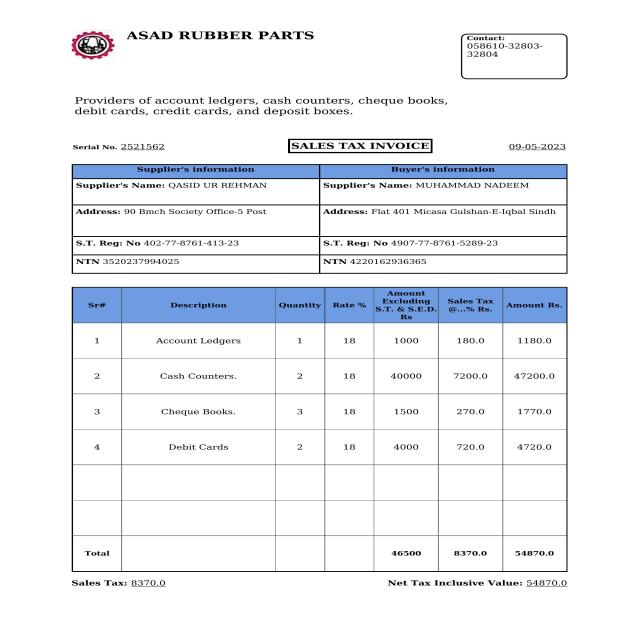 ASAD RUBBER PARTS
Contact:
058610-32803-
32804
Providers of account ledgers, cash counters, cheque books,
debit cards, credit cards, and deposit boxes.
Serial No. 2521562 SALES TAX INVOICE 09-05-2023
Supplier's information Buyer's information
Supplier's Name: QASID UR REHMAN Supplier's Name: MUHAMMAD NADEEM
Address: 90 Bmch Society Office-5 Post Address: Flat 401 Micasa Gulshan-E-Iqbal Sindh
S.T. Reg: No 402-77-8761-413-23 S.T. Reg: No 4907-77-8761-5289-23
NTN 3520237994025 NTN 4220162936365
Sr# Description Quantity Rate % Amount Excluding S.T. & S.E.D. Rs Sales Tax @...% Rs. Amount Rs.
1 Account Ledgers 1 18 1000 180.0 1180.0
2 Cash Counters. 2 18 40000 7200.0 47200.0
3 Cheque Books. 3 18 1500 270.0 1770.0
4 Debit Cards 2 18 4000 720.0 4720.0
Total 46500 8370.0 54870.0
Sales Tax: 8370.0 Net Tax Inclusive Value: 54870.0